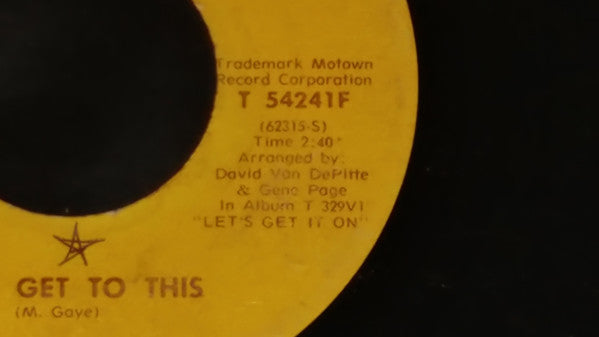 Trademark Motown
Record Corporation
T 54241F
(62315-S)
Time 2:40
Arranged by:
David Van DePitte
& Gene Page
In Album T 329V1
"LET'S GET IT ON"
GET TO THIS
(M. Gaye)